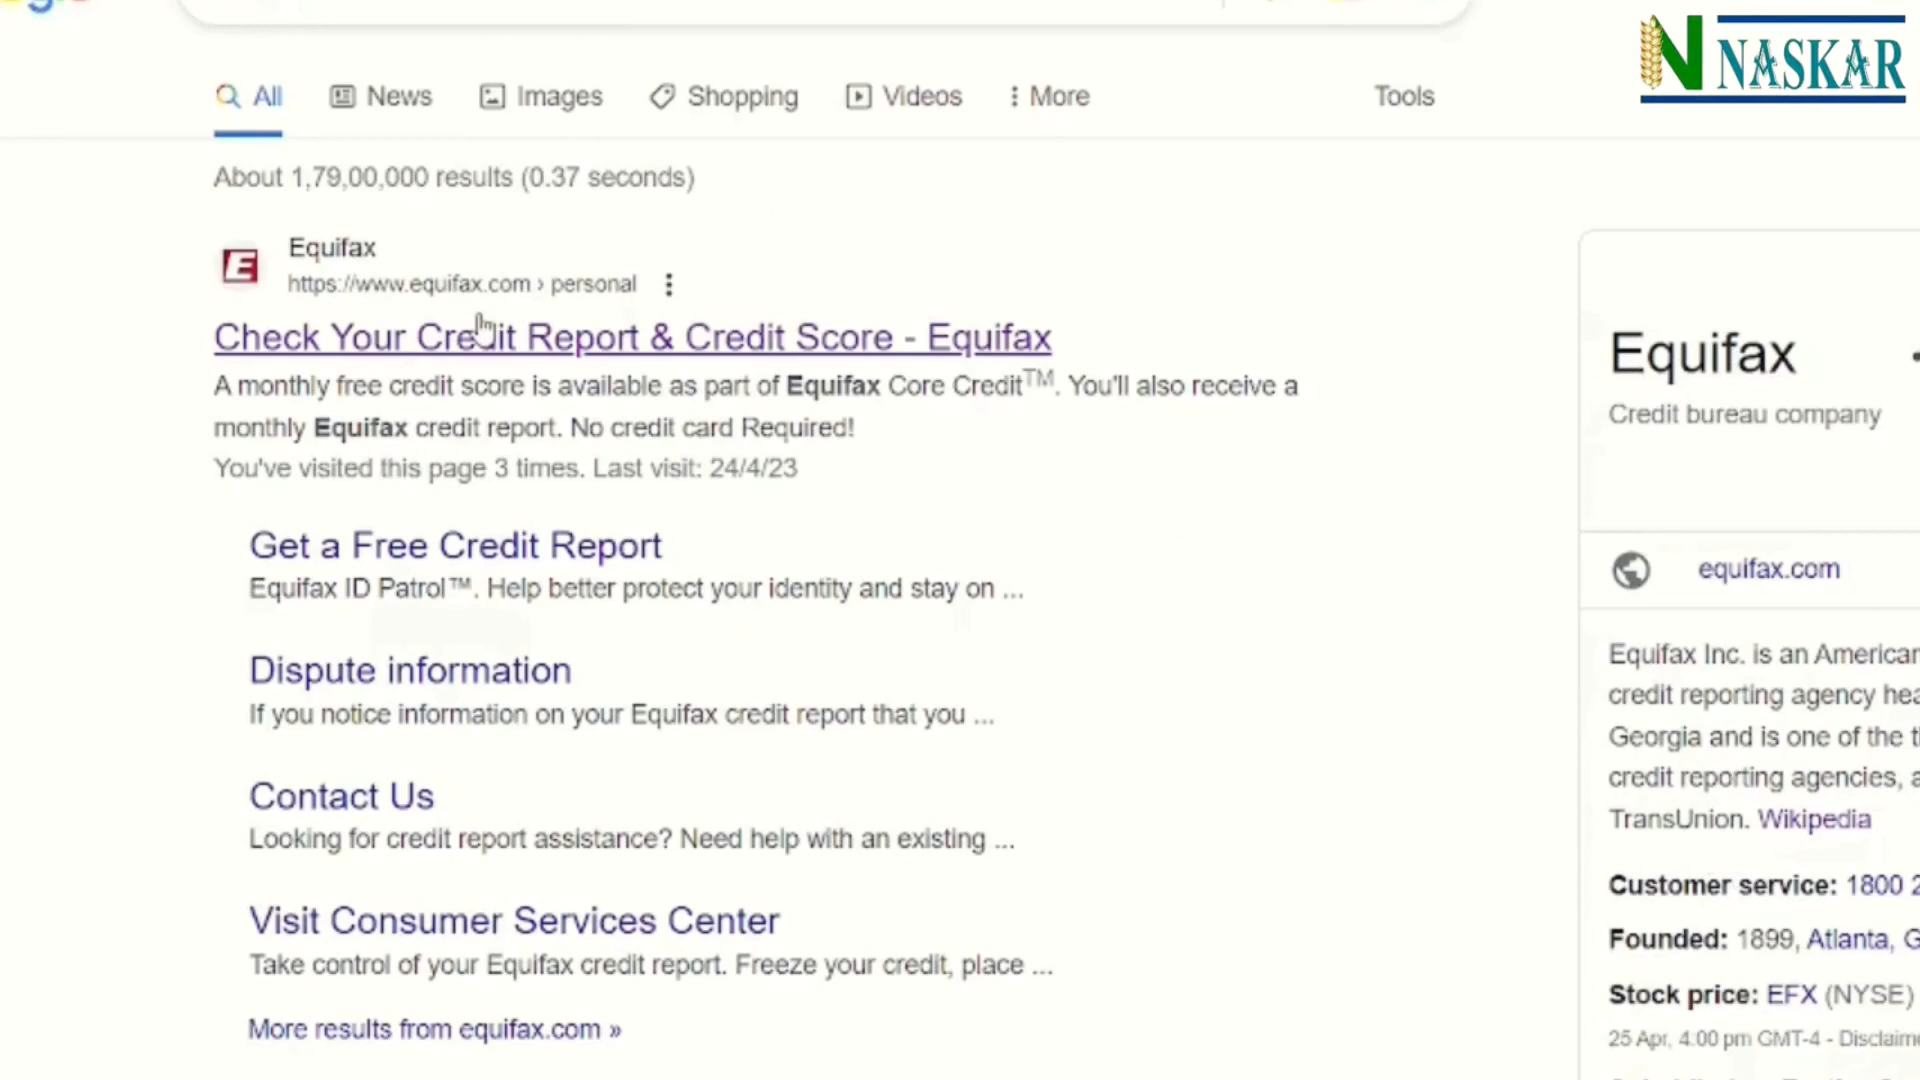 NASKAR
All News Images Shopping Videos More Tools
About 1,79,00,000 results (0.37 seconds)
Equifax
https://www.equifax.com › personal
Check Your Credit Report & Credit Score - Equifax
A monthly free credit score is available as part of Equifax Core Credit™. You'll also receive a
monthly Equifax credit report. No credit card Required!
You've visited this page 3 times. Last visit: 24/4/23
Get a Free Credit Report
Equifax ID Patrol™. Help better protect your identity and stay on ...
Dispute information
If you notice information on your Equifax credit report that you ...
Contact Us
Looking for credit report assistance? Need help with an existing ...
Visit Consumer Services Center
Take control of your Equifax credit report. Freeze your credit, place ...
More results from equifax.com »
Equifax
Credit bureau company
equifax.com
Equifax Inc. is an American
credit reporting agency
Georgia and is one of the
credit reporting agencies,
TransUnion. Wikipedia
Customer service: 1800
Founded: 1899, Atlanta,
Stock price: EFX (NYSE)
25 Apr, 4:00 pm GMT-4 -